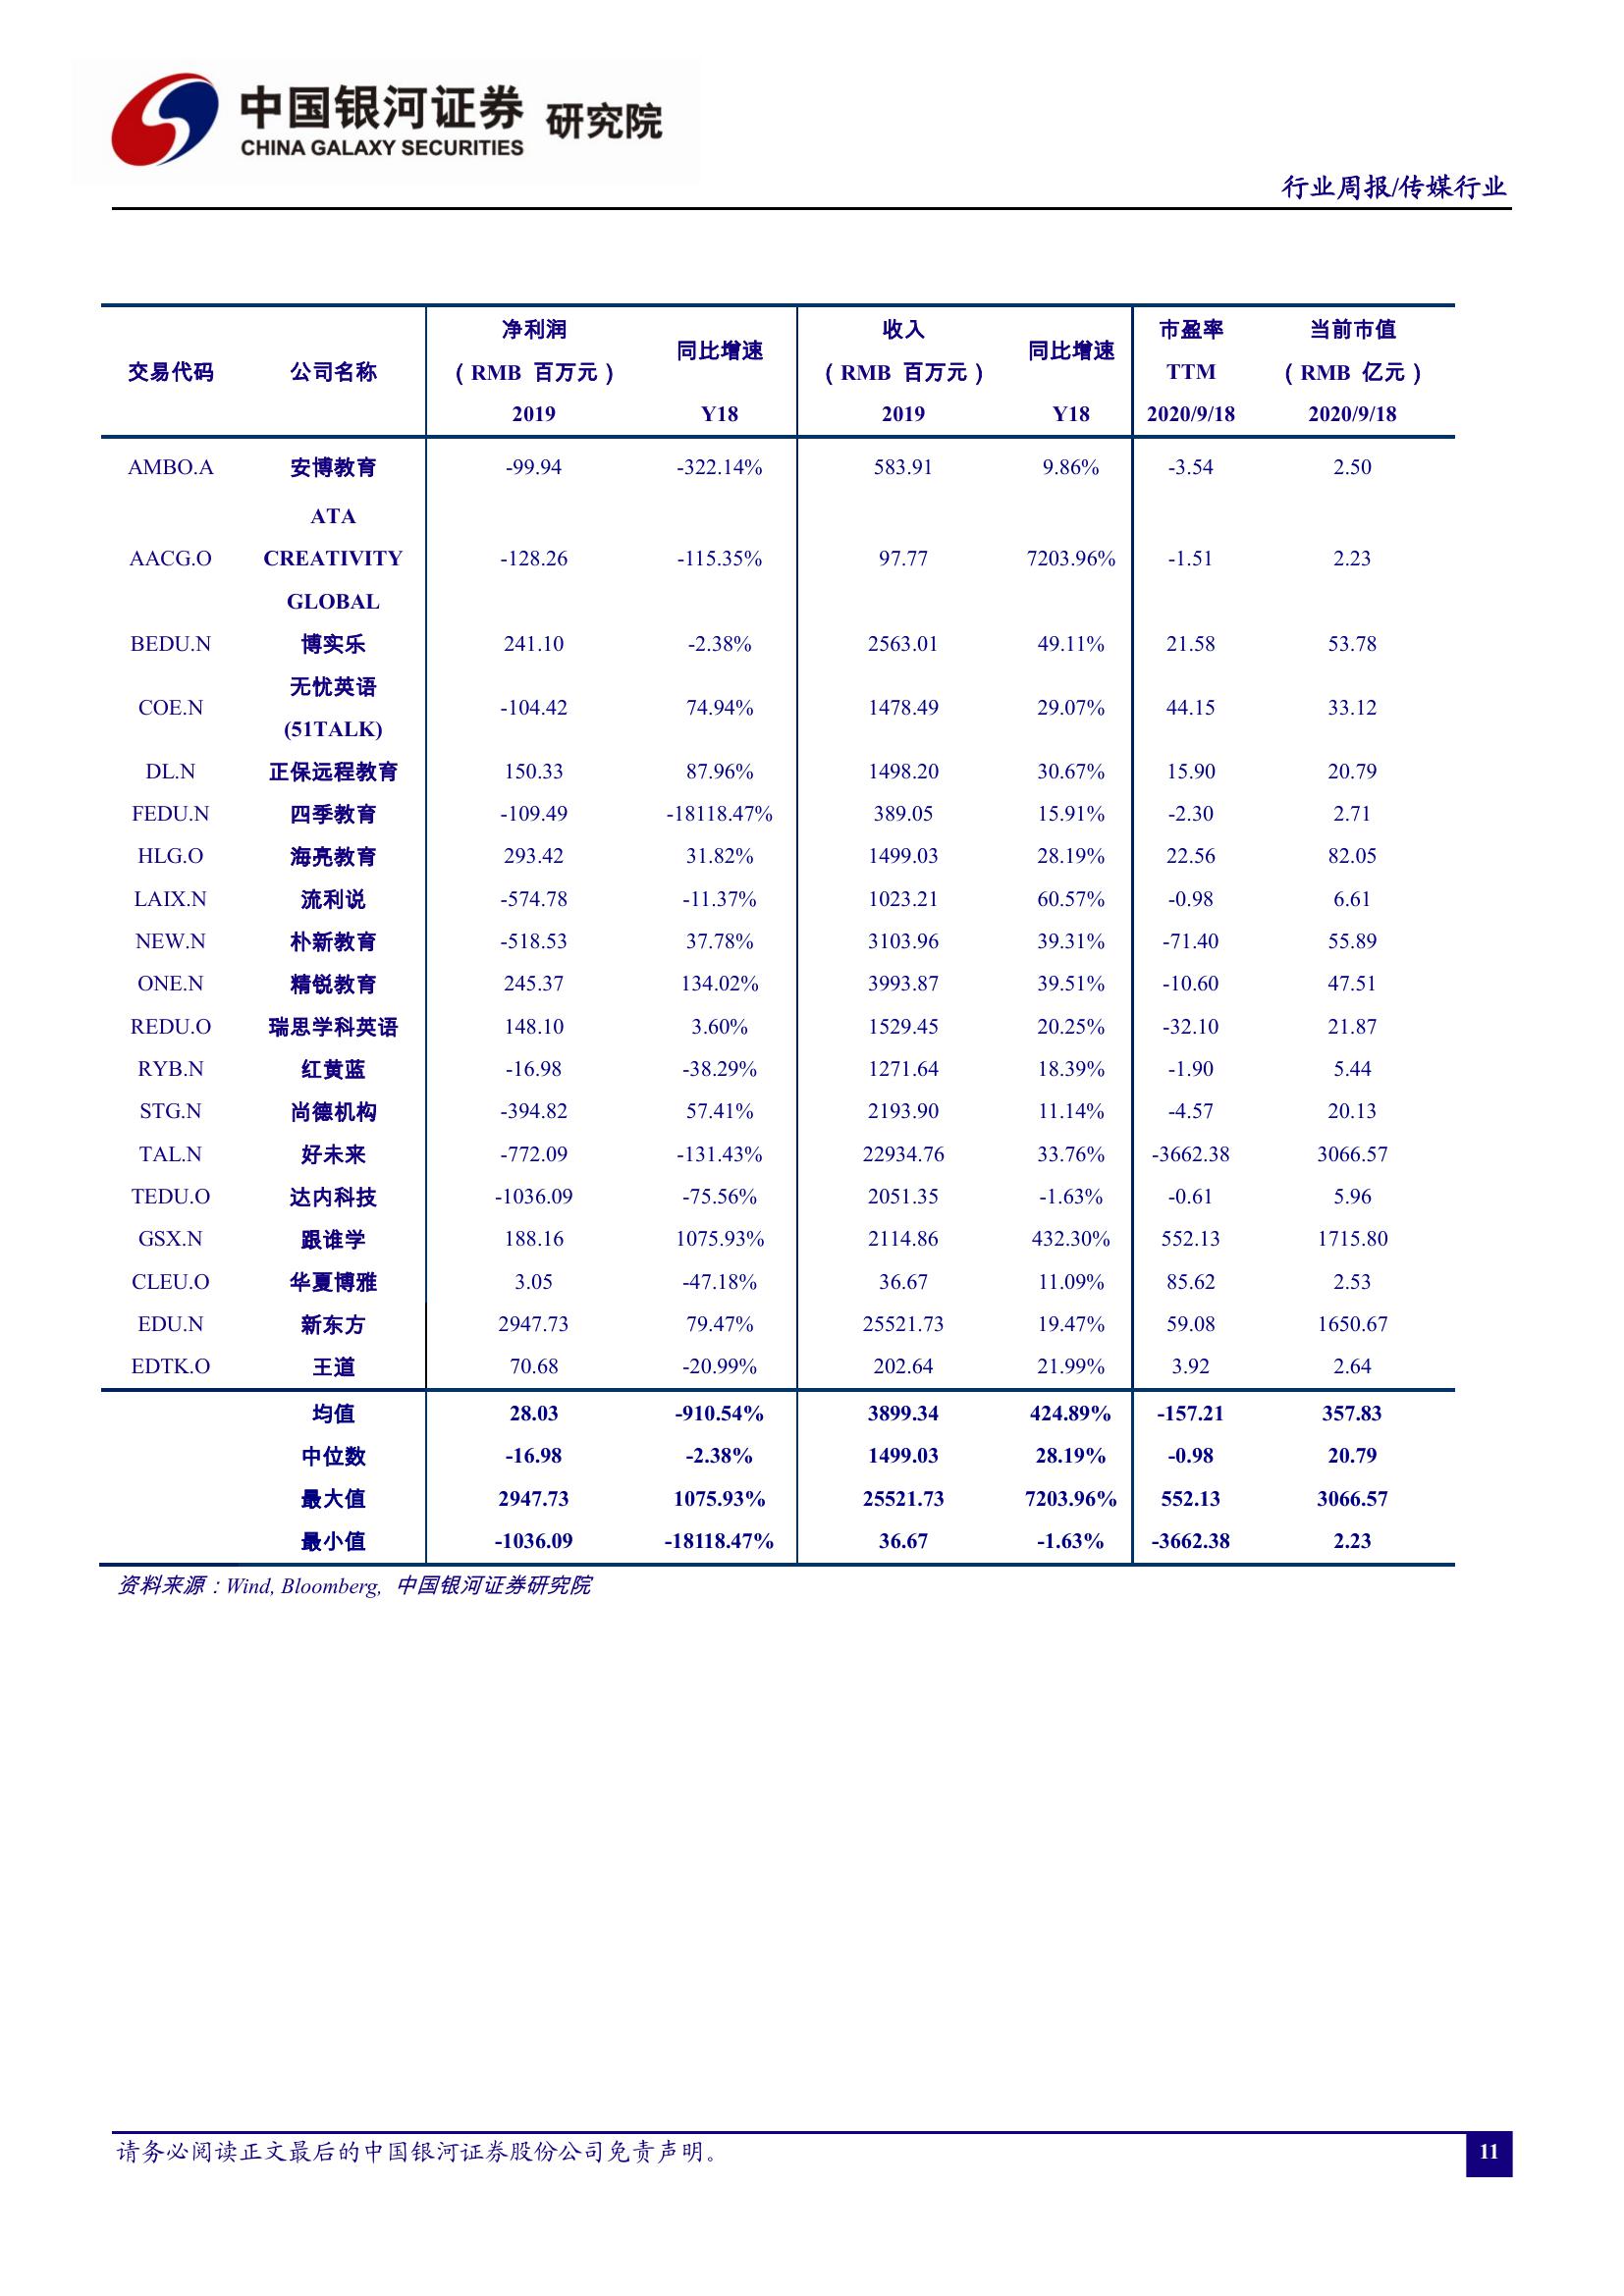 中国银河证券 研究院
CHINA GALAXY SECURITIES
行业周报/传媒行业
净利润 收入 市盈率 当前市值
同比增速 同比增速
交易代码 公司名称 （RMB 百万元） （RMB 百万元） TTM （RMB 亿元）
2019 Y18 2019 Y18 2020/9/18 2020/9/18
AMBO.A 安博教育 -99.94 -322.14% 583.91 9.86% -3.54 2.50
ATA
AACG.O CREATIVITY -128.26 -115.35% 97.77 7203.96% -1.51 2.23
GLOBAL
BEDU.N 博实乐 241.10 -2.38% 2563.01 49.11% 21.58 53.78
无忧英语
COE.N -104.42 74.94% 1478.49 29.07% 44.15 33.12
(51TALK)
DL.N 正保远程教育 150.33 87.96% 1498.20 30.67% 15.90 20.79
FEDU.N 四季教育 -109.49 -18118.47% 389.05 15.91% -2.30 2.71
HLG.O 海亮教育 293.42 31.82% 1499.03 28.19% 22.56 82.05
LAIX.N 流利说 -574.78 -11.37% 1023.21 60.57% -0.98 6.61
NEW.N 朴新教育 -518.53 37.78% 3103.96 39.31% -71.40 55.89
ONE.N 精锐教育 245.37 134.02% 3993.87 39.51% -10.60 47.51
REDU.O 瑞思学科英语 148.10 3.60% 1529.45 20.25% -32.10 21.87
RYB.N 红黄蓝 -16.98 -38.29% 1271.64 18.39% -1.90 5.44
STG.N 尚德机构 -394.82 57.41% 2193.90 11.14% -4.57 20.13
TAL.N 好未来 -772.09 -131.43% 22934.76 33.76% -3662.38 3066.57
TEDU.O 达内科技 -1036.09 -75.56% 2051.35 -1.63% -0.61 5.96
GSX.N 跟谁学 188.16 1075.93% 2114.86 432.30% 552.13 1715.80
CLEU.O 华夏博雅 3.05 -47.18% 36.67 11.09% 85.62 2.53
EDU.N 新东方 2947.73 79.47% 25521.73 19.47% 59.08 1650.67
EDTK.O 王道 70.68 -20.99% 202.64 21.99% 3.92 2.64
均值 28.03 -910.54% 3899.34 424.89% -157.21 357.83
中位数 -16.98 -2.38% 1499.03 28.19% -0.98 20.79
最大值 2947.73 1075.93% 25521.73 7203.96% 552.13 3066.57
最小值 -1036.09 -18118.47% 36.67 -1.63% -3662.38 2.23
资料来源：Wind, Bloomberg, 中国银河证券研究院
请务必阅读正文最后的中国银河证券股份公司免责声明。
11